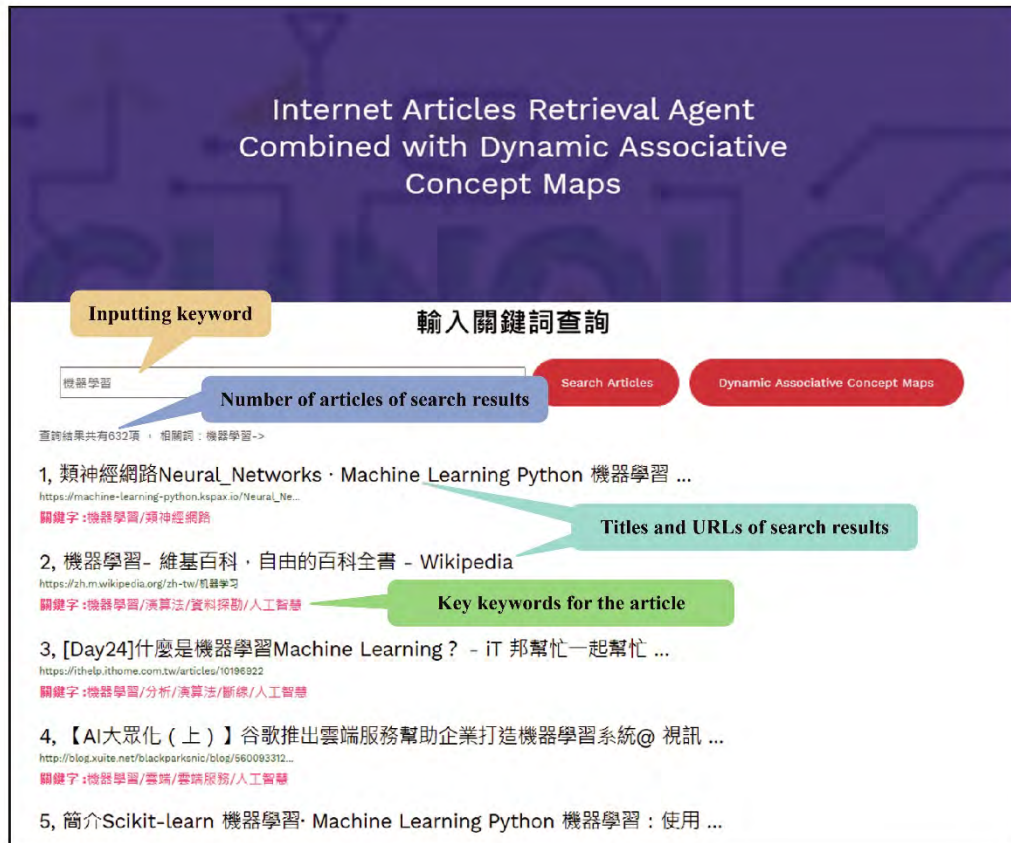 Internet Articles Retrieval Agent
Combined with Dynamic Associative
Concept Maps
Inputting keyword
輸入關鍵詞查詢
機器學習
Search Articles
Dynamic Associative Concept Maps
Number of articles of search results
查詢結果共有632項 , 相關詞 : 機器學習->
1, 類神經網路Neural_Networks · Machine Learning Python 機器學習 ...
https://machine-learning-python.kspax.io/Neural_Ne...
關鍵字 :機器學習/類神經網路
Titles and URLs of search results
2, 機器學習- 維基百科,自由的百科全書 - Wikipedia
https://zh.m.wikipedia.org/zh-tw/机器学习
關鍵字 :機器學習/演算法/資料探勘/人工智慧
Key keywords for the article
3, [Day24]什麼是機器學習Machine Learning? - iT 邦幫忙一起幫忙 ...
https://ithelp.ithome.com.tw/articles/10196922
關鍵字 :機器學習/分析/演算法/斷線/人工智慧
4, 【AI大眾化(上)】谷歌推出雲端服務幫助企業打造機器學習系統@ 視訊 ...
http://blog.xuite.net/blackparksnic/blog/560093312...
關鍵字 :機器學習/雲端/雲端服務/人工智慧
5, 簡介Scikit-learn 機器學習· Machine Learning Python 機器學習:使用 ...